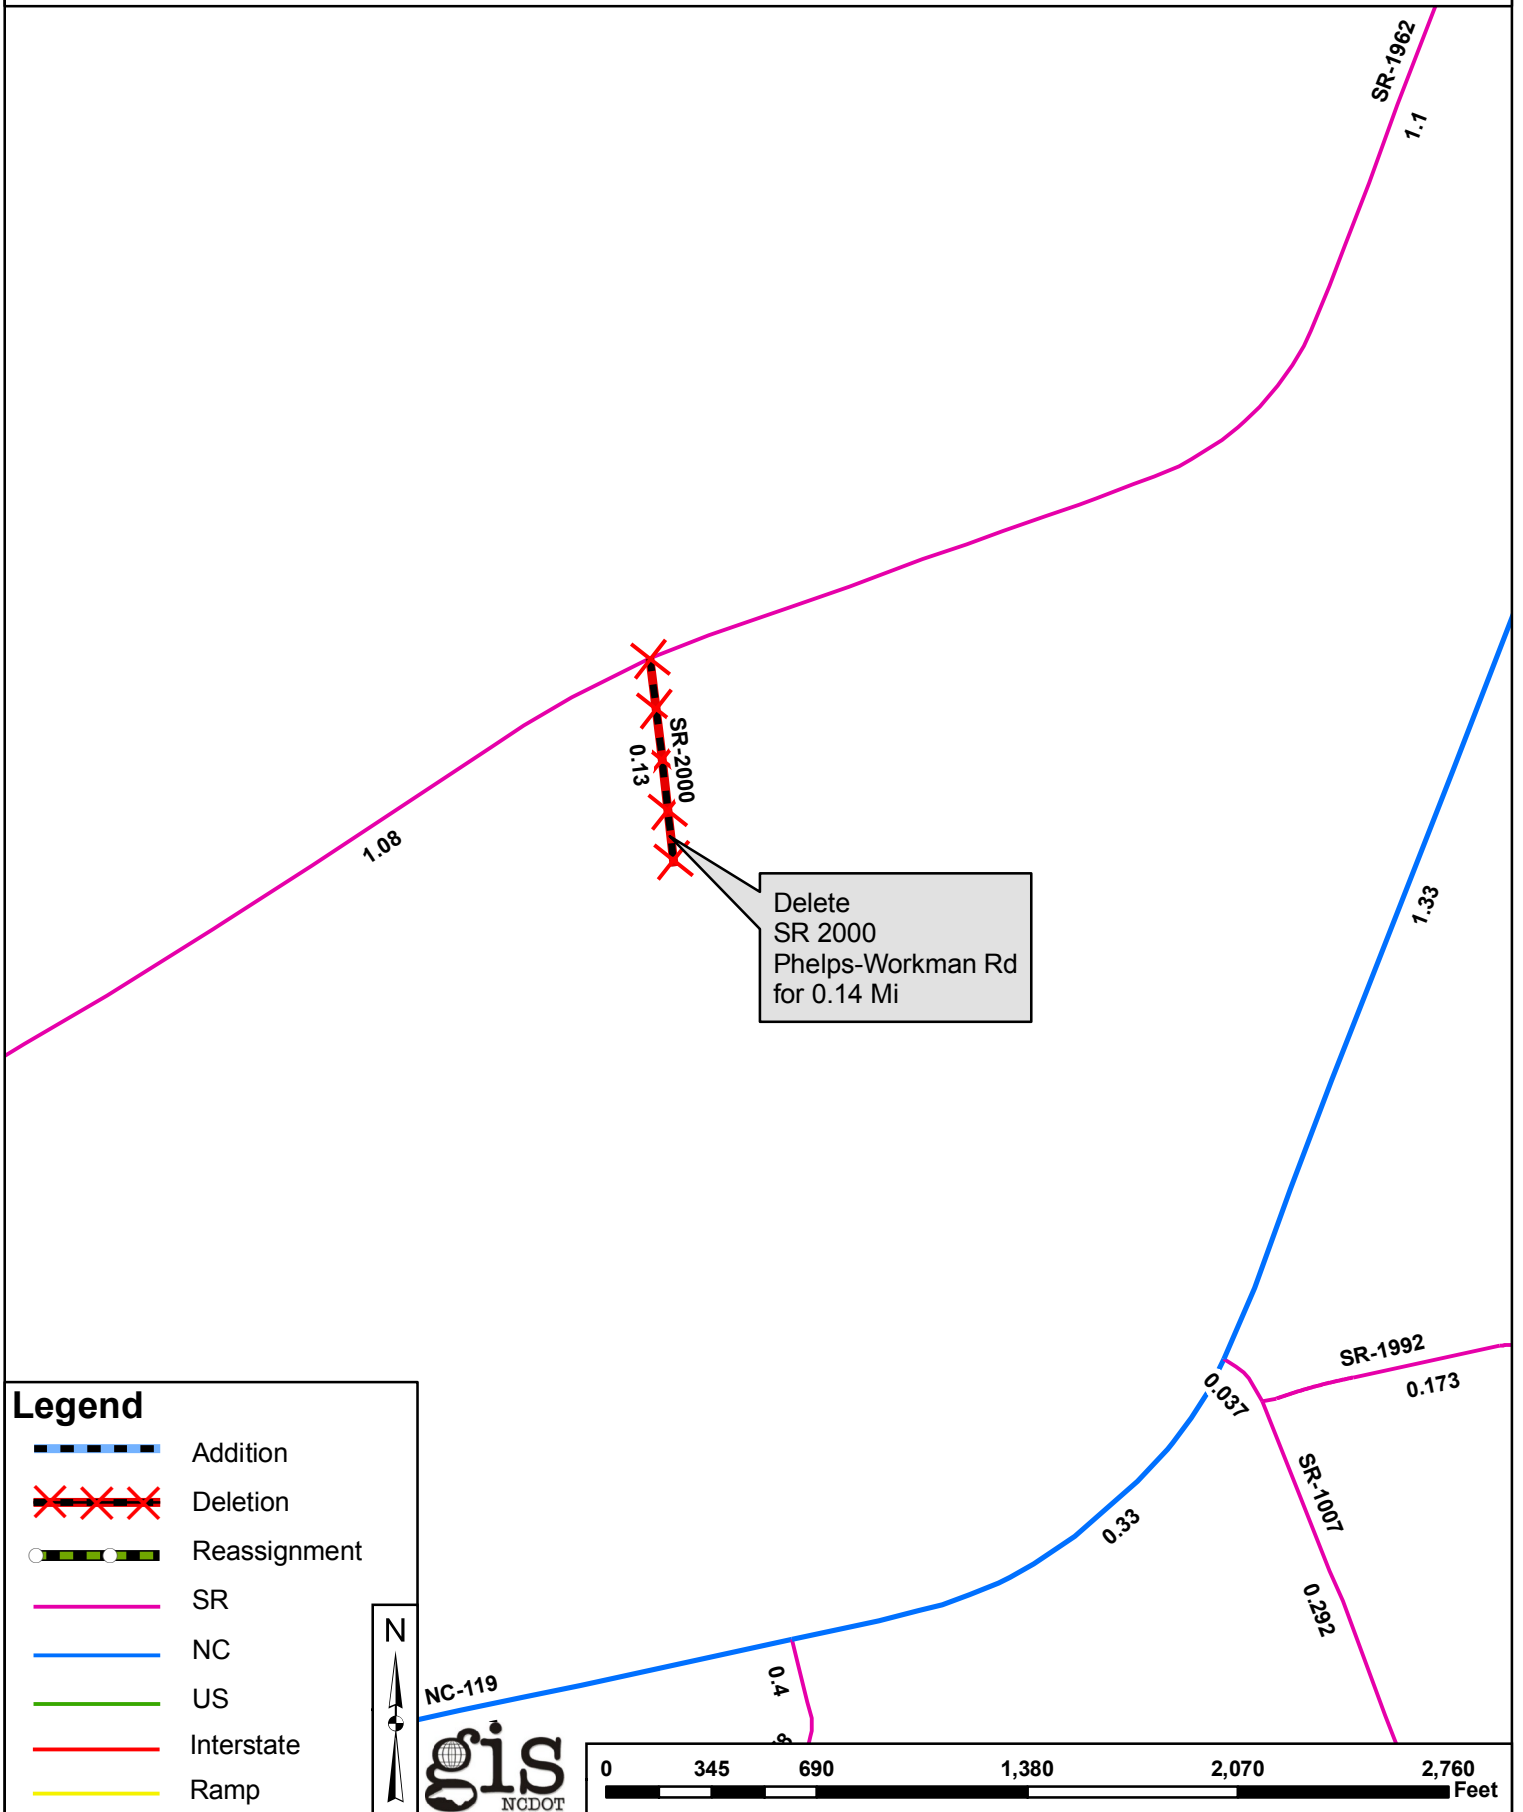 SR-1962
1.1
SR-2000
0.13
1.08
Delete
SR 2000
Phelps-Workman Rd
for 0.14 Mi
1.33
SR-1992
0.173
0.037
SR-1007
0.33
0.292
0.4
NC-119
Legend
Addition
Deletion
Reassignment
SR
NC
US
Interstate
Ramp
N
gis
NCDOT
0 345 690 1,380 2,070 2,760
Feet